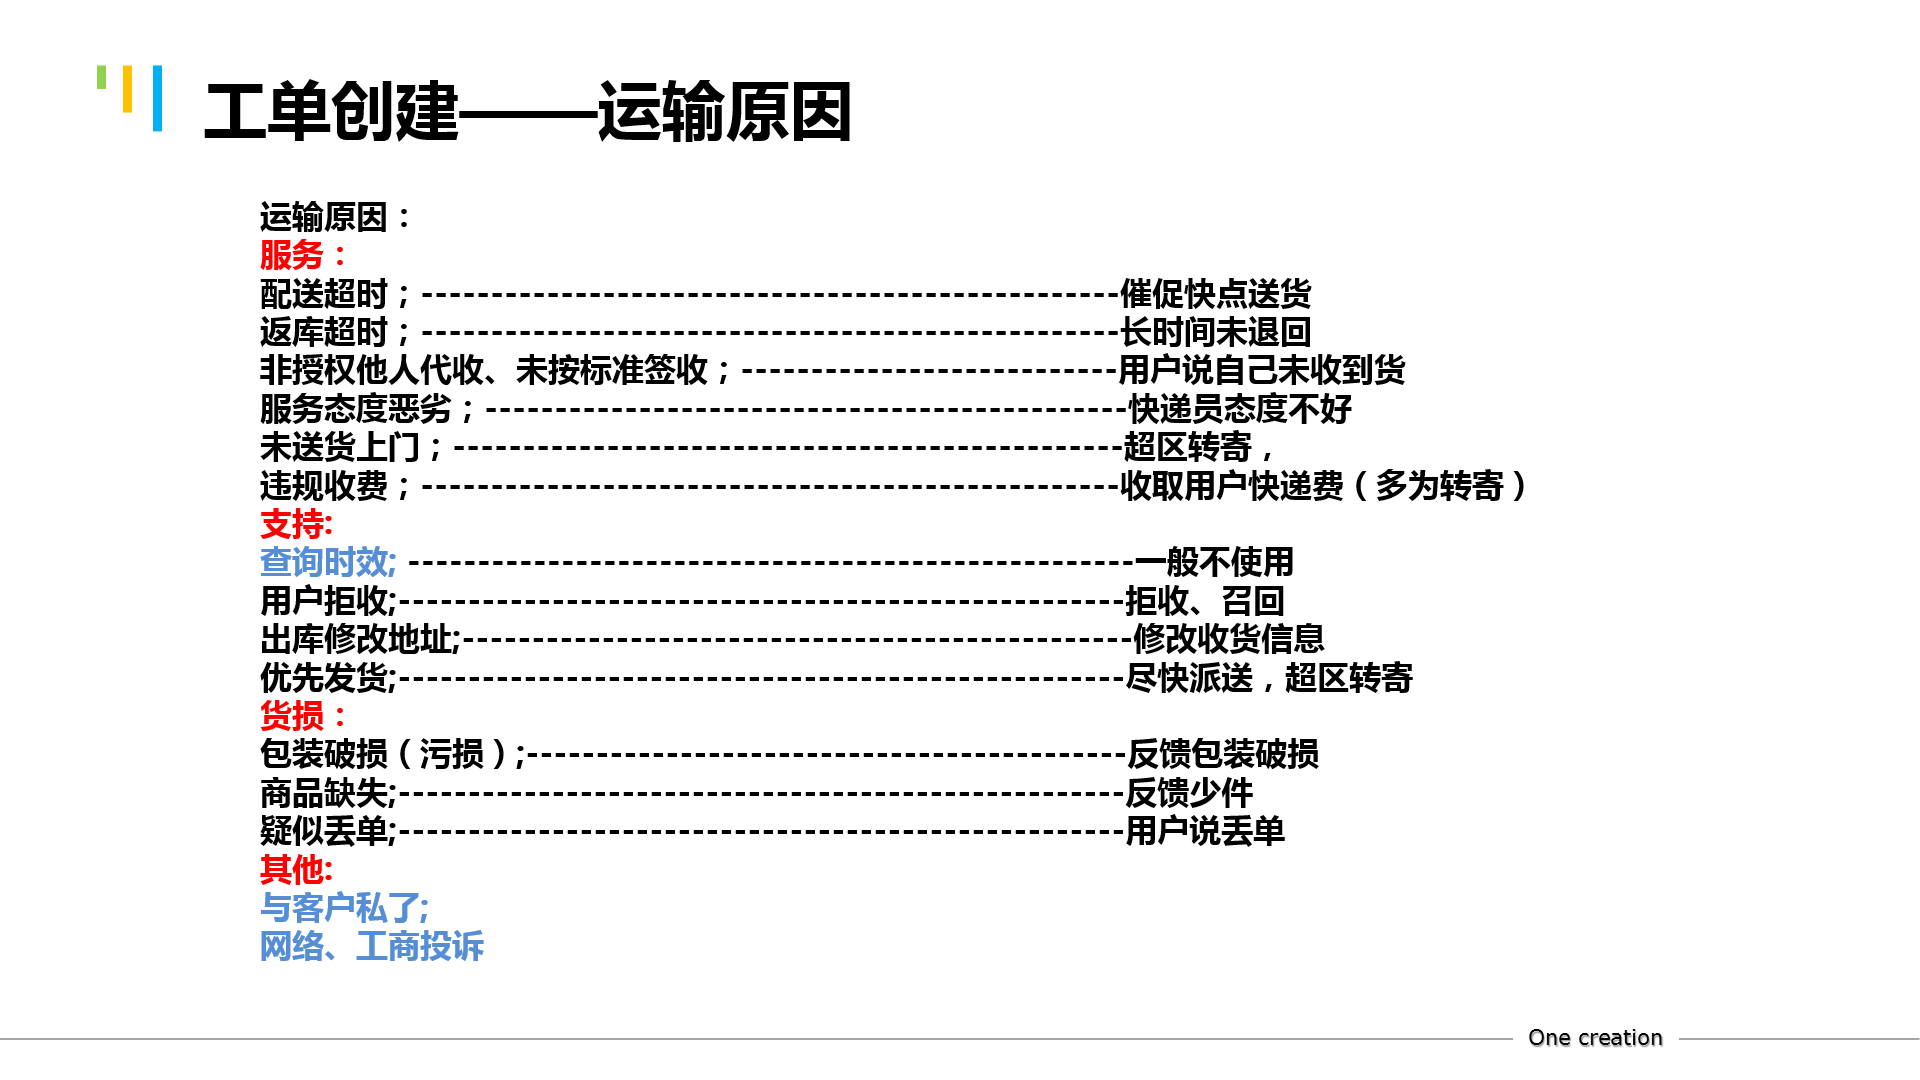 工单创建——运输原因
运输原因：
服务：
配送超时；--------------------------------------------------催促快点送货
返库超时；--------------------------------------------------长时间未退回
非授权他人代收、未按标准签收；---------------------------用户说自己未收到货
服务态度恶劣；----------------------------------------------快递员态度不好
未送货上门；------------------------------------------------超区转寄，
违规收费；--------------------------------------------------收取用户快递费（多为转寄）
支持:
查询时效; ----------------------------------------------------一般不使用
用户拒收;----------------------------------------------------拒收、召回
出库修改地址;------------------------------------------------修改收货信息
优先发货;----------------------------------------------------尽快派送，超区转寄
货损：
包装破损（污损）;-------------------------------------------反馈包装破损
商品缺失;----------------------------------------------------反馈少件
疑似丢单;----------------------------------------------------用户说丢单
其他:
与客户私了;
网络、工商投诉
One creation